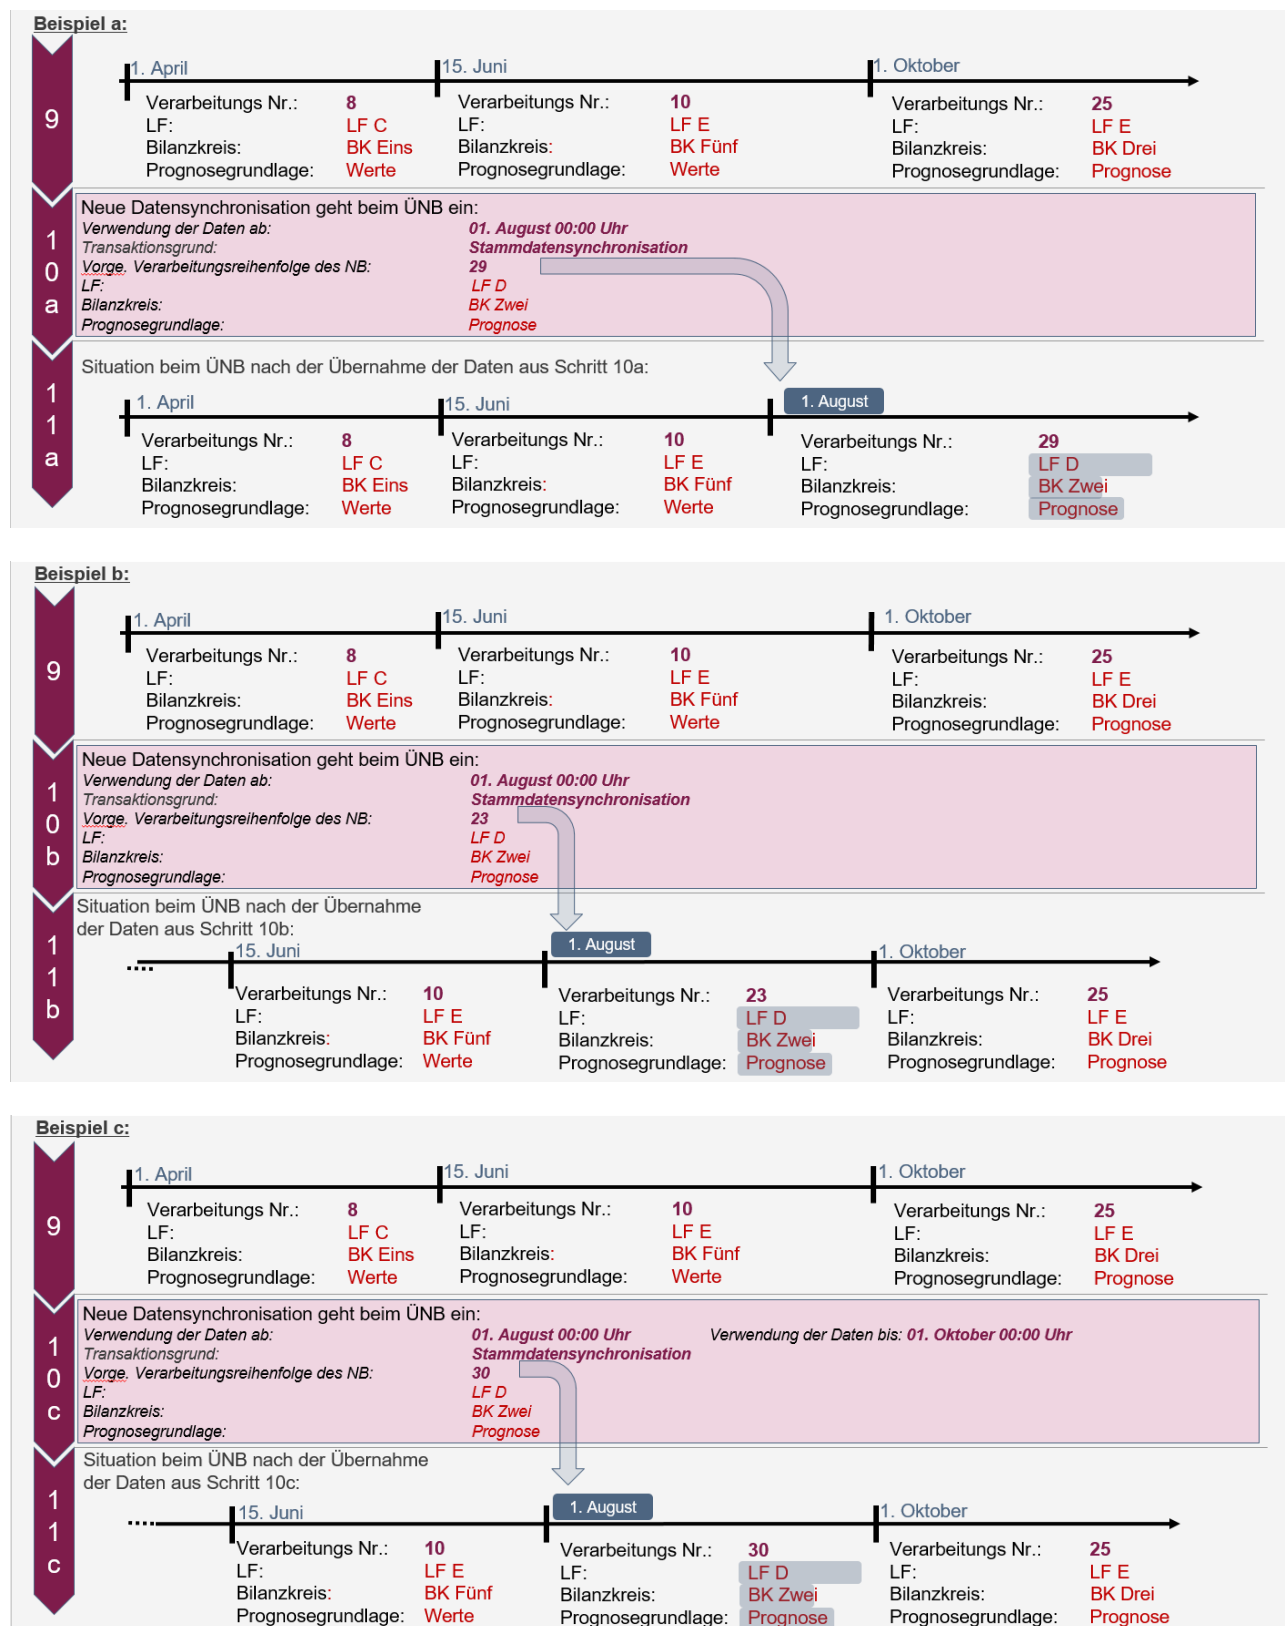 Beispiel a:
1. April 15. Juni 1. Oktober
9
Verarbeitungs Nr.: 8 Verarbeitungs Nr.: 10 Verarbeitungs Nr.: 25
LF: LF C LF: LF E LF: LF E
Bilanzkreis: BK Eins Bilanzkreis: BK Fünf Bilanzkreis: BK Drei
Prognosegrundlage: Werte Prognosegrundlage: Werte Prognosegrundlage: Prognose
10a
Neue Datensynchronisation geht beim ÜNB ein:
Verwendung der Daten ab: 01. August 00:00 Uhr
Transaktionsgrund: Stammdatensynchronisation
Vorge. Verarbeitungsreihenfolge des NB: 29
LF: LF D
Bilanzkreis: BK Zwei
Prognosegrundlage: Prognose
11a
Situation beim ÜNB nach der Übernahme der Daten aus Schritt 10a:
1. April 15. Juni 1. August
Verarbeitungs Nr.: 8 Verarbeitungs Nr.: 10 Verarbeitungs Nr.: 29
LF: LF C LF: LF E LF: LF D
Bilanzkreis: BK Eins Bilanzkreis: BK Fünf Bilanzkreis: BK Zwei
Prognosegrundlage: Werte Prognosegrundlage: Werte Prognosegrundlage: Prognose
Beispiel b:
1. April 15. Juni 1. Oktober
9
Verarbeitungs Nr.: 8 Verarbeitungs Nr.: 10 Verarbeitungs Nr.: 25
LF: LF C LF: LF E LF: LF E
Bilanzkreis: BK Eins Bilanzkreis: BK Fünf Bilanzkreis: BK Drei
Prognosegrundlage: Werte Prognosegrundlage: Werte Prognosegrundlage: Prognose
10b
Neue Datensynchronisation geht beim ÜNB ein:
Verwendung der Daten ab: 01. August 00:00 Uhr
Transaktionsgrund: Stammdatensynchronisation
Vorge. Verarbeitungsreihenfolge des NB: 23
LF: LF D
Bilanzkreis: BK Zwei
Prognosegrundlage: Prognose
11b
Situation beim ÜNB nach der Übernahme
der Daten aus Schritt 10b:
15. Juni 1. August 1. Oktober
Verarbeitungs Nr.: 10 Verarbeitungs Nr.: 23 Verarbeitungs Nr.: 25
LF: LF E LF: LF D LF: LF E
Bilanzkreis: BK Fünf Bilanzkreis: BK Zwei Bilanzkreis: BK Drei
Prognosegrundlage: Werte Prognosegrundlage: Prognose Prognosegrundlage: Prognose
Beispiel c:
1. April 15. Juni 1. Oktober
9
Verarbeitungs Nr.: 8 Verarbeitungs Nr.: 10 Verarbeitungs Nr.: 25
LF: LF C LF: LF E LF: LF E
Bilanzkreis: BK Eins Bilanzkreis: BK Fünf Bilanzkreis: BK Drei
Prognosegrundlage: Werte Prognosegrundlage: Werte Prognosegrundlage: Prognose
10c
Neue Datensynchronisation geht beim ÜNB ein:
Verwendung der Daten ab: 01. August 00:00 Uhr Verwendung der Daten bis: 01. Oktober 00:00 Uhr
Transaktionsgrund: Stammdatensynchronisation
Vorge. Verarbeitungsreihenfolge des NB: 30
LF: LF D
Bilanzkreis: BK Zwei
Prognosegrundlage: Prognose
11c
Situation beim ÜNB nach der Übernahme
der Daten aus Schritt 10c:
15. Juni 1. August 1. Oktober
Verarbeitungs Nr.: 10 Verarbeitungs Nr.: 30 Verarbeitungs Nr.: 25
LF: LF E LF: LF D LF: LF E
Bilanzkreis: BK Fünf Bilanzkreis: BK Zwei Bilanzkreis: BK Drei
Prognosegrundlage: Werte Prognosegrundlage: Prognose Prognosegrundlage: Prognose